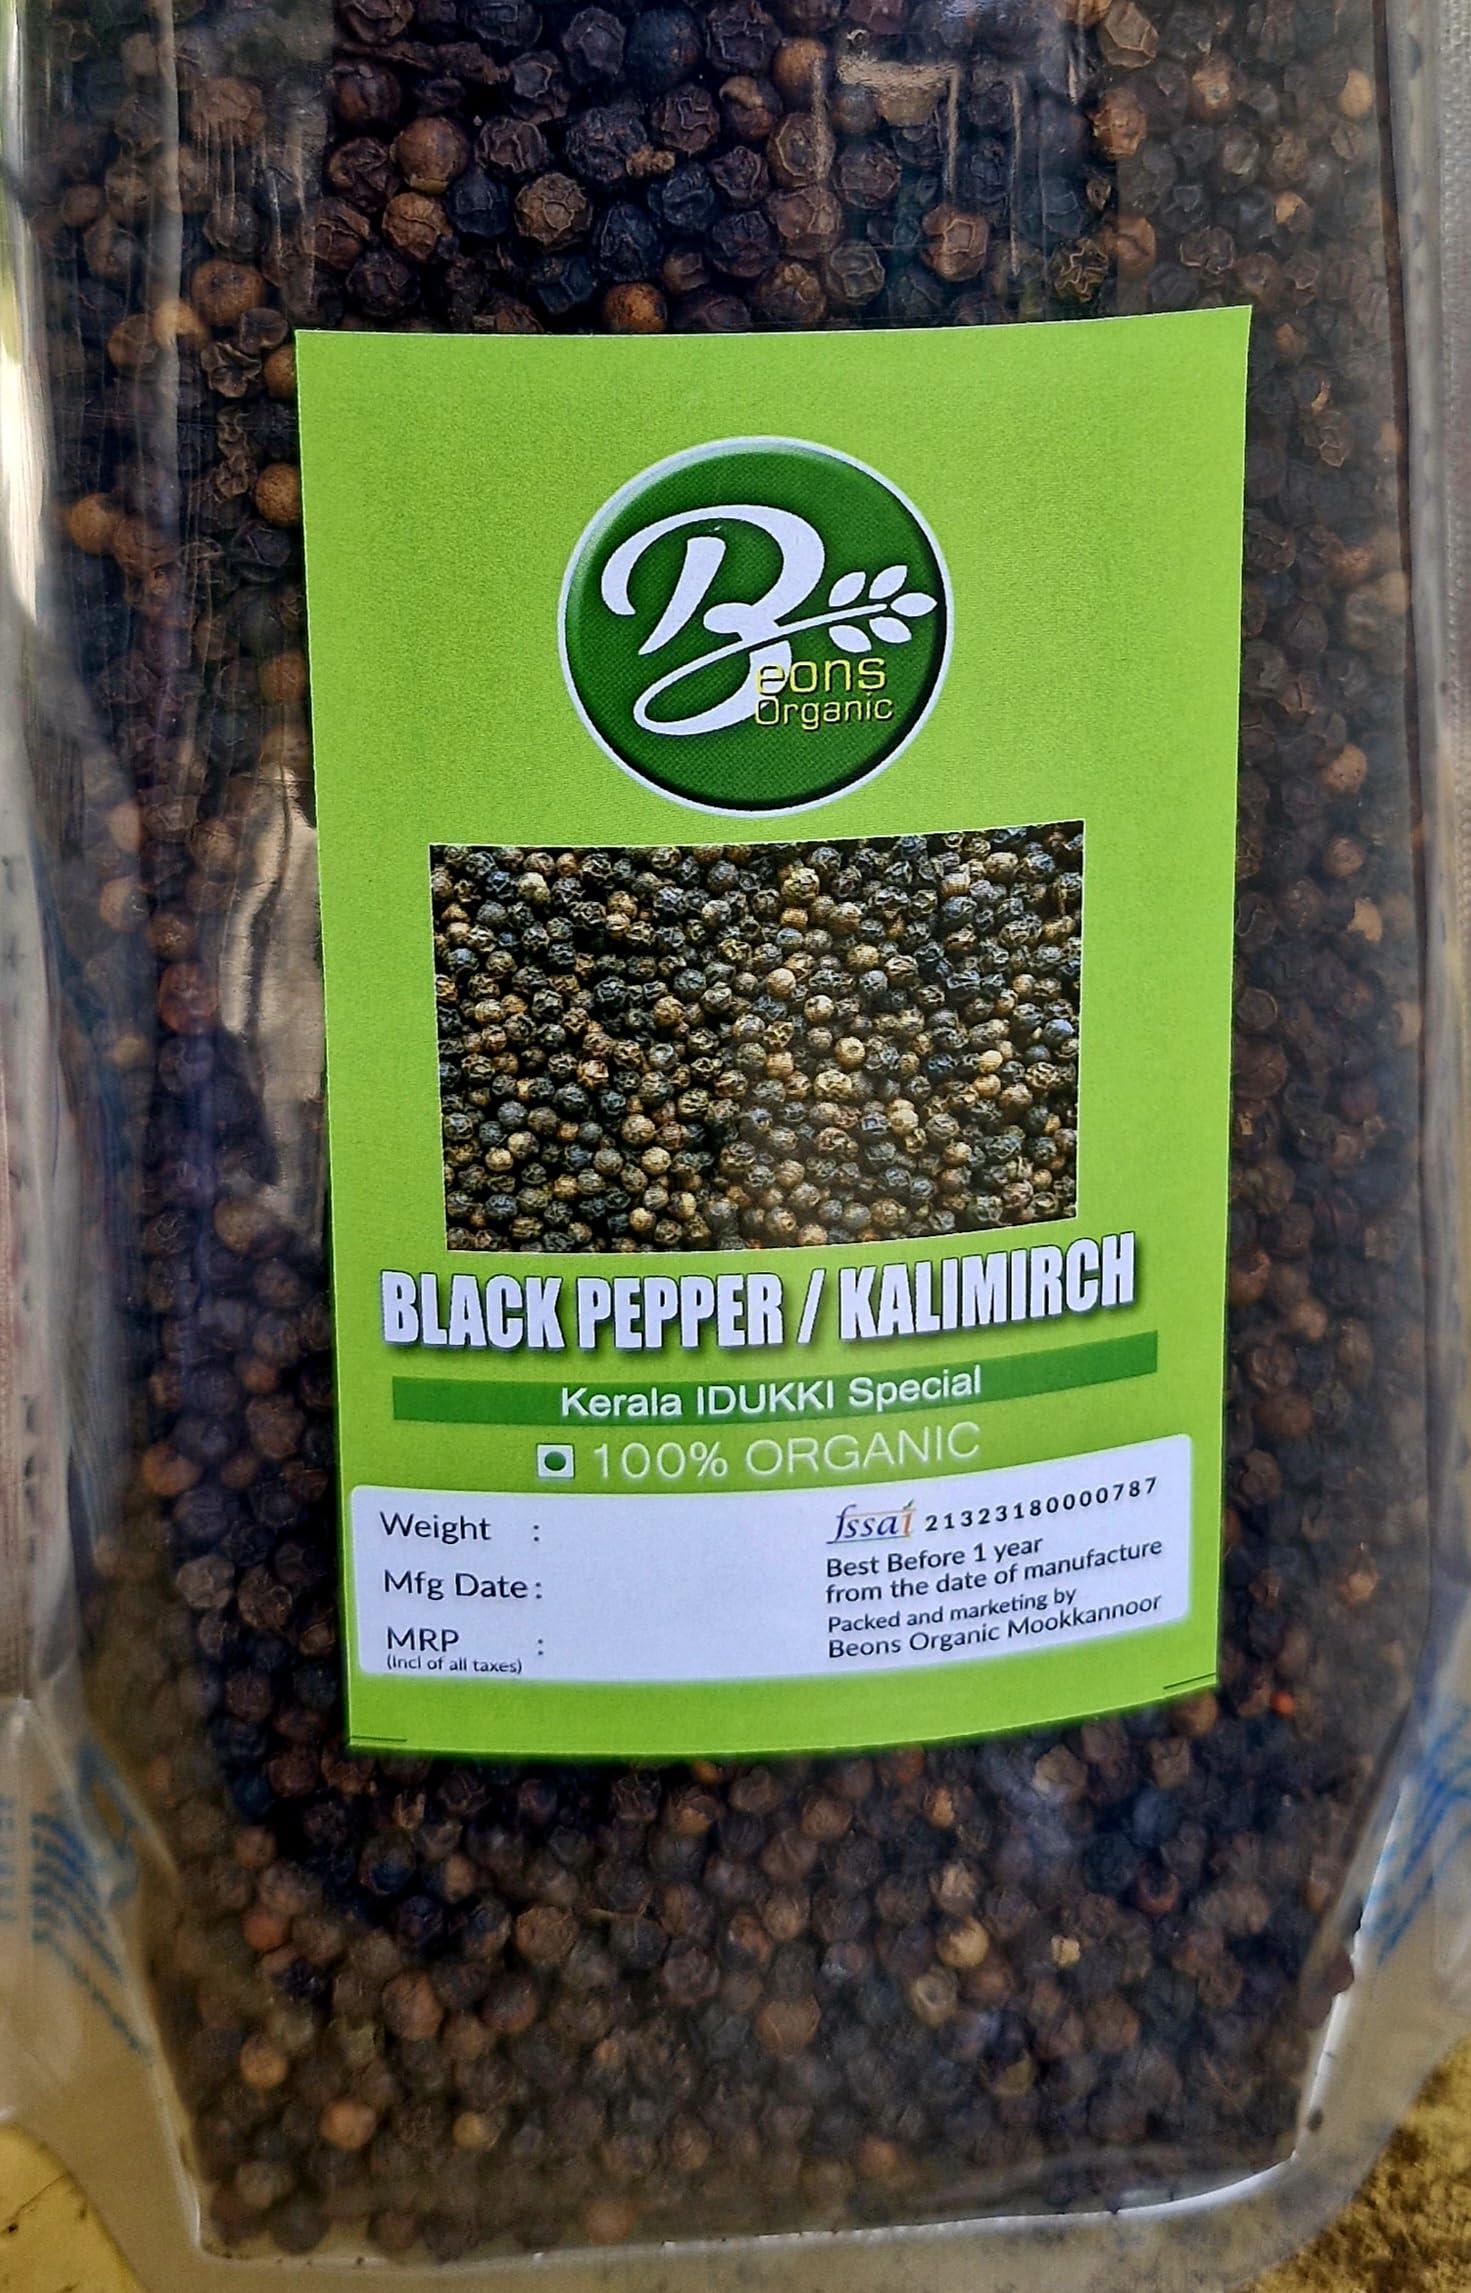 Beons
Organic
BLACK PEPPER / KALIMIRCH
Kerala IDUKKI Special
100% ORGANIC
Weight :
Mfg Date :
MRP :
(Incl of all taxes)
fssai 21323180000787
Best Before 1 year
from the date of manufacture
Packed and marketing by
Beons Organic Mookkannoor